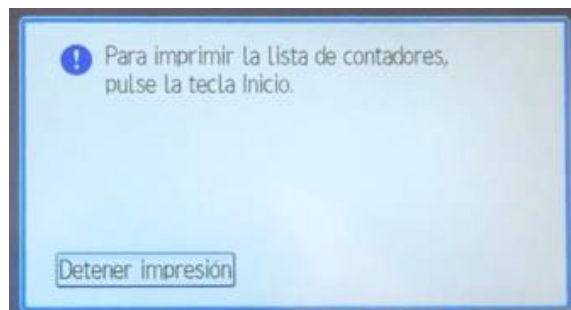 Para imprimir la lista de contadores,
pulse la tecla Inicio.
Detener impresión